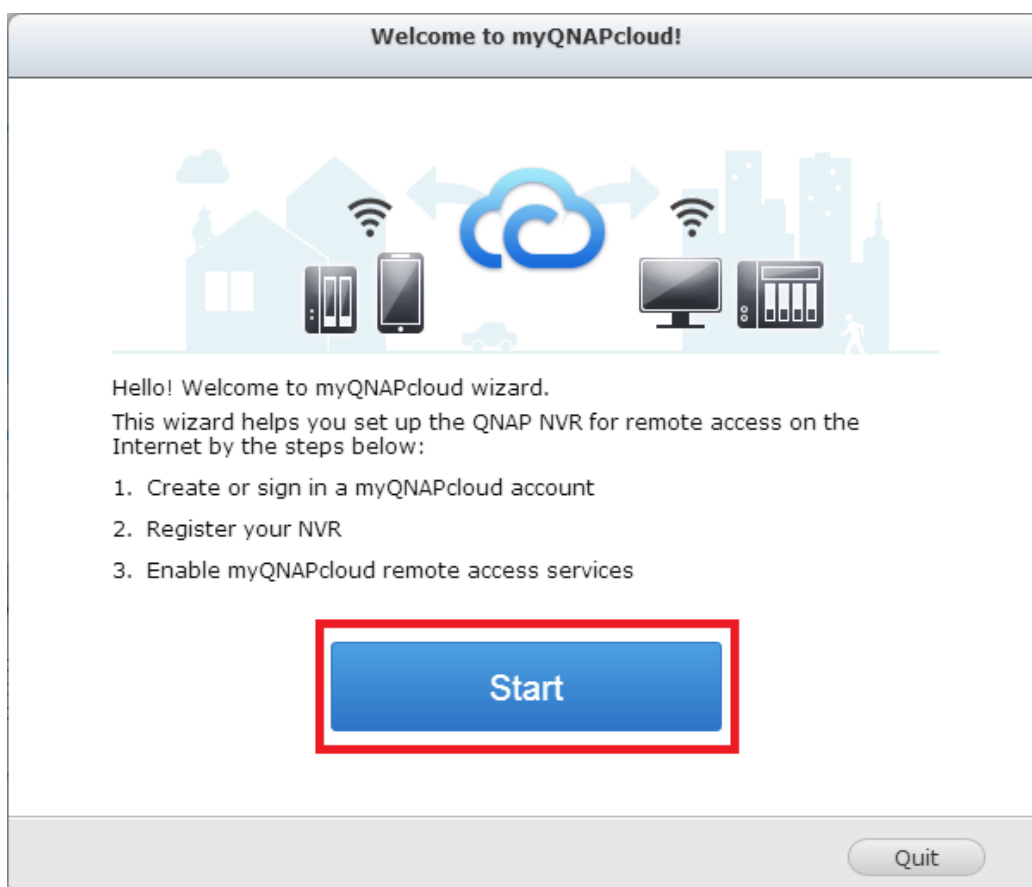 Welcome to myQNAPcloud!
Hello! Welcome to myQNAPcloud wizard.
This wizard helps you set up the QNAP NVR for remote access on the
Internet by the steps below:
1. Create or sign in a myQNAPcloud account
2. Register your NVR
3. Enable myQNAPcloud remote access services
Start
Quit